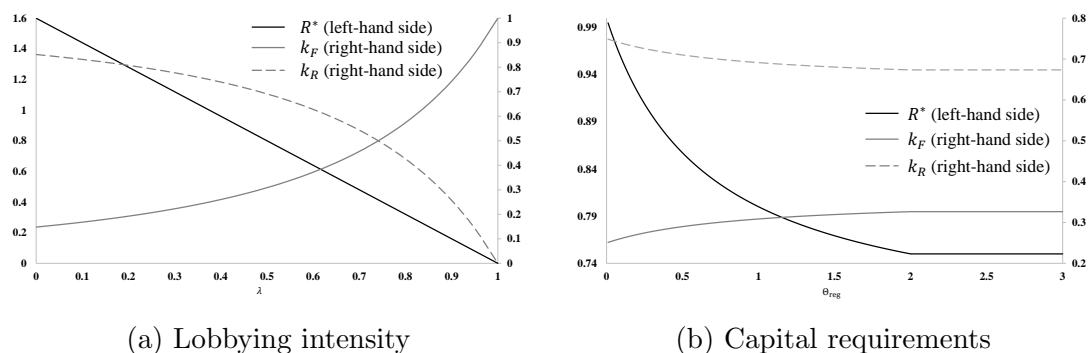 R* (left-hand side)
k_F (right-hand side)
k_R (right-hand side)
1.6
1.4
1.2
1
0.8
0.6
0.4
0.2
0
1
0.9
0.8
0.7
0.6
0.5
0.4
0.3
0.2
0.1
0
0 0.1 0.2 0.3 0.4 0.5 0.6 0.7 0.8 0.9 1
λ
(a) Lobbying intensity
R* (left-hand side)
k_F (right-hand side)
k_R (right-hand side)
0.99
0.94
0.89
0.84
0.79
0.74
0.8
0.7
0.6
0.5
0.4
0.3
0.2
0 0.5 1 1.5 2 2.5 3
Θreg
(b) Capital requirements